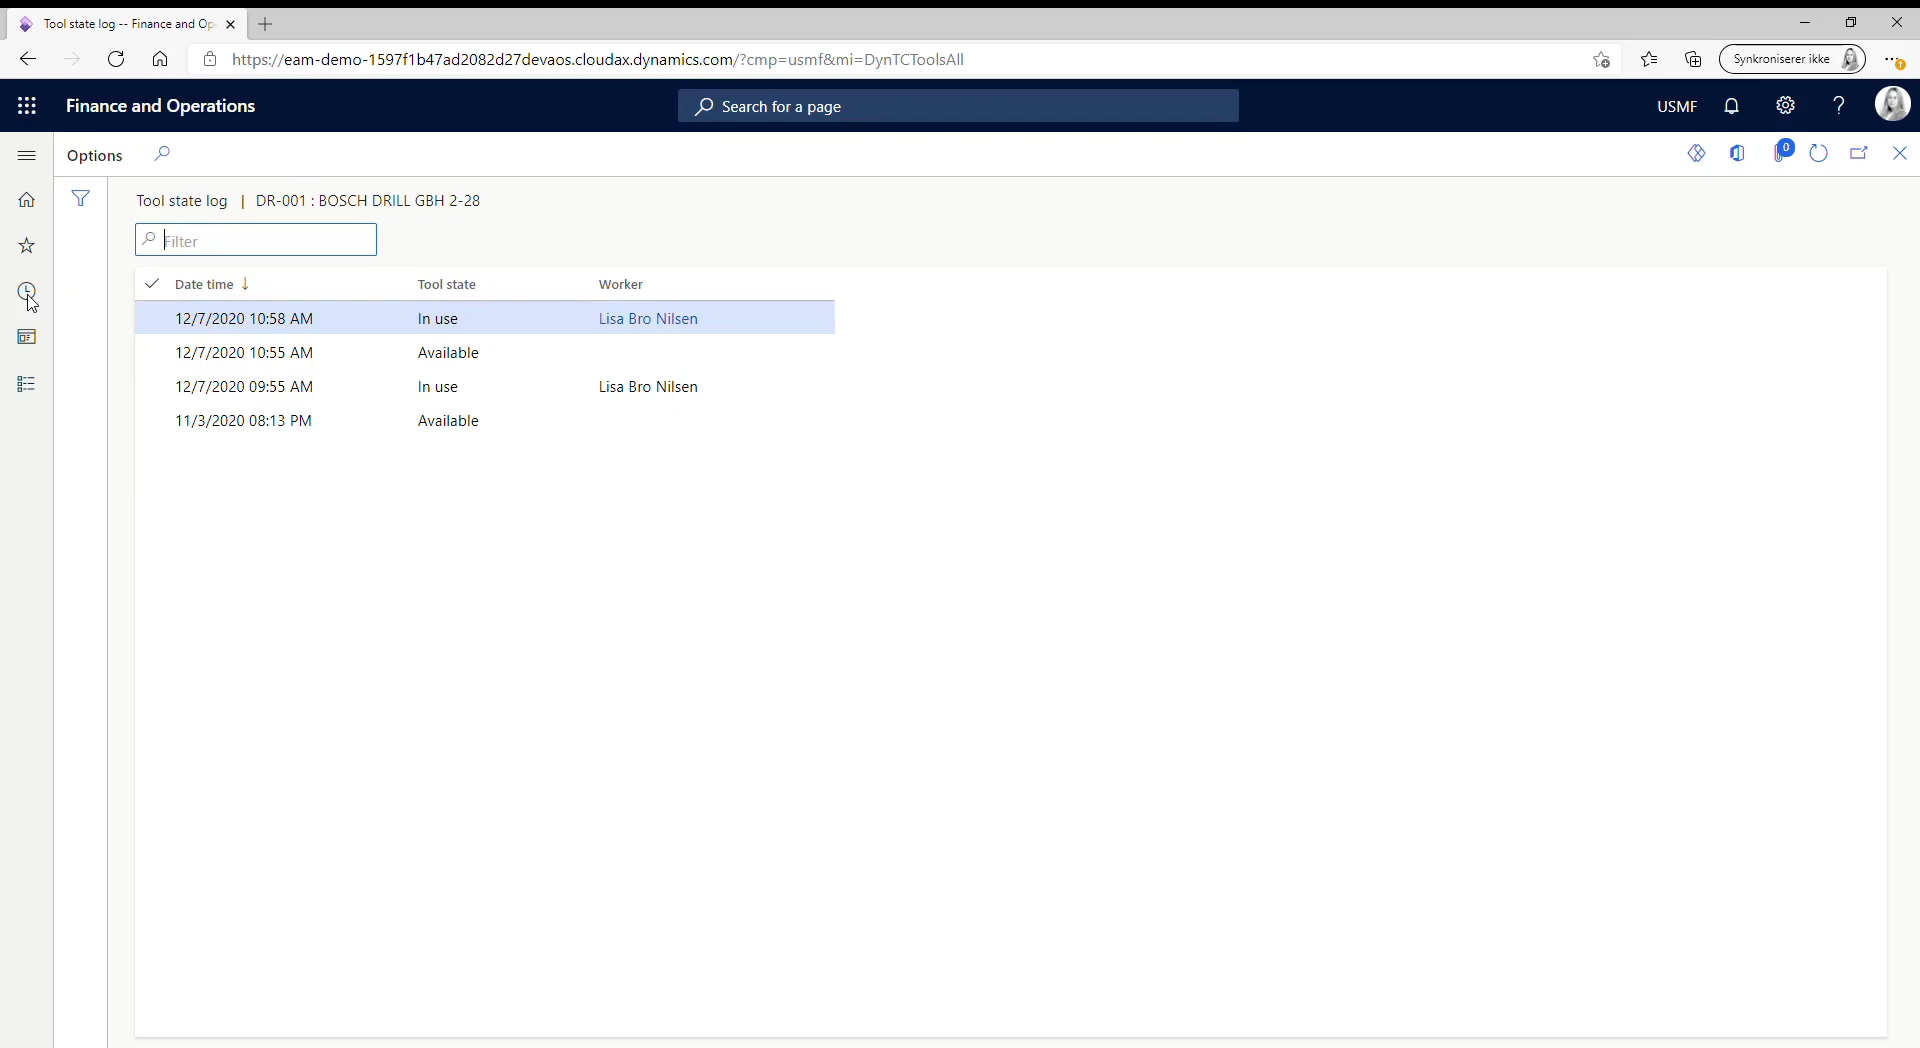 Tool state log -- Finance and Op
https://eam-demo-1597f1b47ad2082d27devaos.cloudax.dynamics.com/?cmp=usmf&mi=DynTCToolsAll
Synkroniserer ikke
Finance and Operations
Search for a page
USMF
Options
0
Tool state log | DR-001 : BOSCH DRILL GBH 2-28
Filter
Date time Tool state Worker
12/7/2020 10:58 AM In use Lisa Bro Nilsen
12/7/2020 10:55 AM Available
12/7/2020 09:55 AM In use Lisa Bro Nilsen
11/3/2020 08:13 PM Available